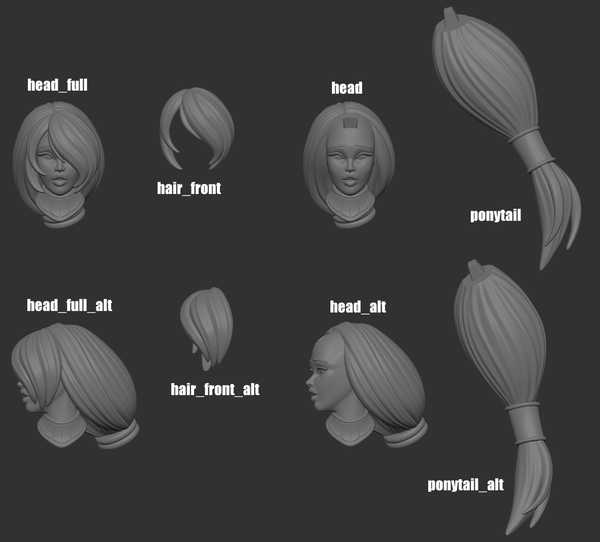 head_full
head
hair_front
ponytail
head_full_alt
head_alt
hair_front_alt
ponytail_alt